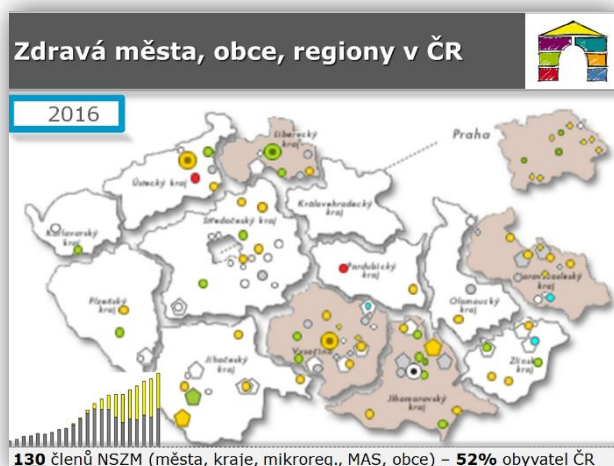 Zdravá města, obce, regiony v ČR
2016
Praha
Liberecký
kraj
Ústecký kraj
Královehradecký
kraj
Středočeský kraj
Karlovarský
kraj
Pardubický
kraj
Moravskoslezský
kraj
Plzeňský
kraj
Olomoucký
kraj
Vysočina
Jihočeský
kraj
Zlínský
kraj
Jihomoravský
kraj
130 členů NSZM (města, kraje, mikroreg., MAS, obce) – 52% obyvatel ČR